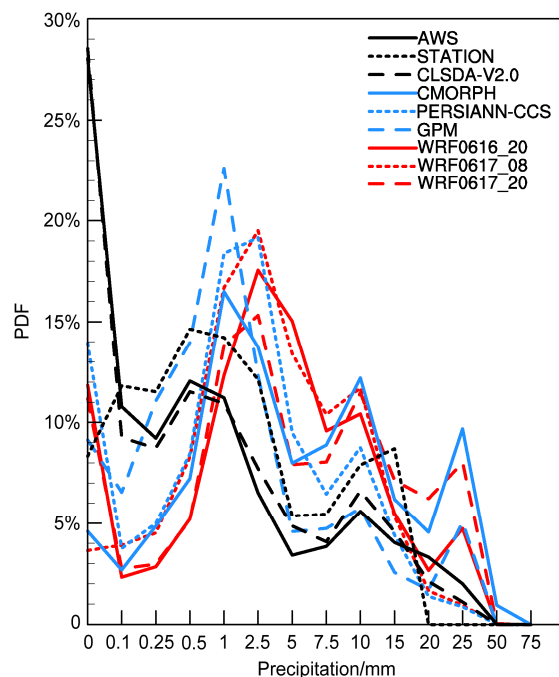 30%
25%
20%
15%
10%
5%
0
PDF
AWS
STATION
CLSDA-V2.0
CMORPH
PERSIANN-CCS
GPM
WRF0616_20
WRF0617_08
WRF0617_20
0 0.1 0.25 0.5 1 2.5 5 7.5 10 15 20 25 50 75
Precipitation/mm